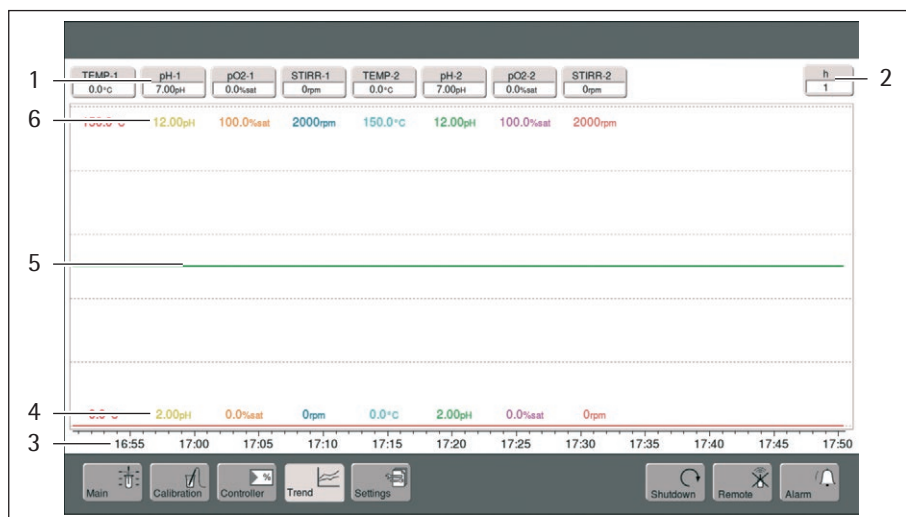 TEMP-1 pH-1 pO2-1 STIRR-1 TEMP-2 pH-2 pO2-2 STIRR-2 h
1 0.0°C 7.00pH 0.0%sat 0rpm 0.0°C 7.00pH 0.0%sat 0rpm 1 2
6 150.0°C 12.00pH 100.0%sat 2000rpm 150.0°C 12.00pH 100.0%sat 2000rpm
5
4 0.0°C 2.00pH 0.0%sat 0rpm 0.0°C 2.00pH 0.0%sat 0rpm
3 16:55 17:00 17:05 17:10 17:15 17:20 17:25 17:30 17:35 17:40 17:45 17:50
Main Calibration % Controller Trend Settings Shutdown Remote Alarm